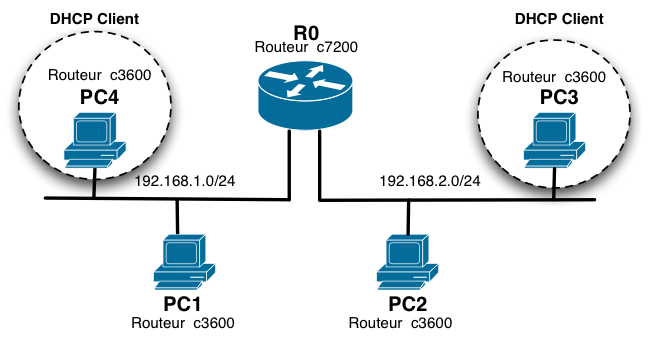 DHCP Client
R0
Routeur c7200
DHCP Client
Routeur c3600
PC4
Routeur c3600
PC3
192.168.1.0/24
192.168.2.0/24
PC1
Routeur c3600
PC2
Routeur c3600